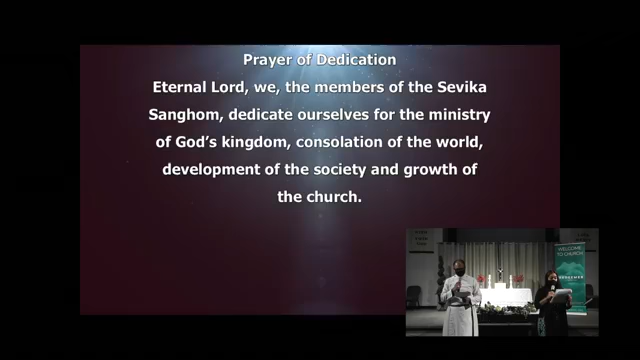 Prayer of Dedication
Eternal Lord, we, the members of the Sevika
Sanghom, dedicate ourselves for the ministry
of God’s kingdom, consolation of the world,
development of the society and growth of
the church.
WELCOME
TO CHURCH